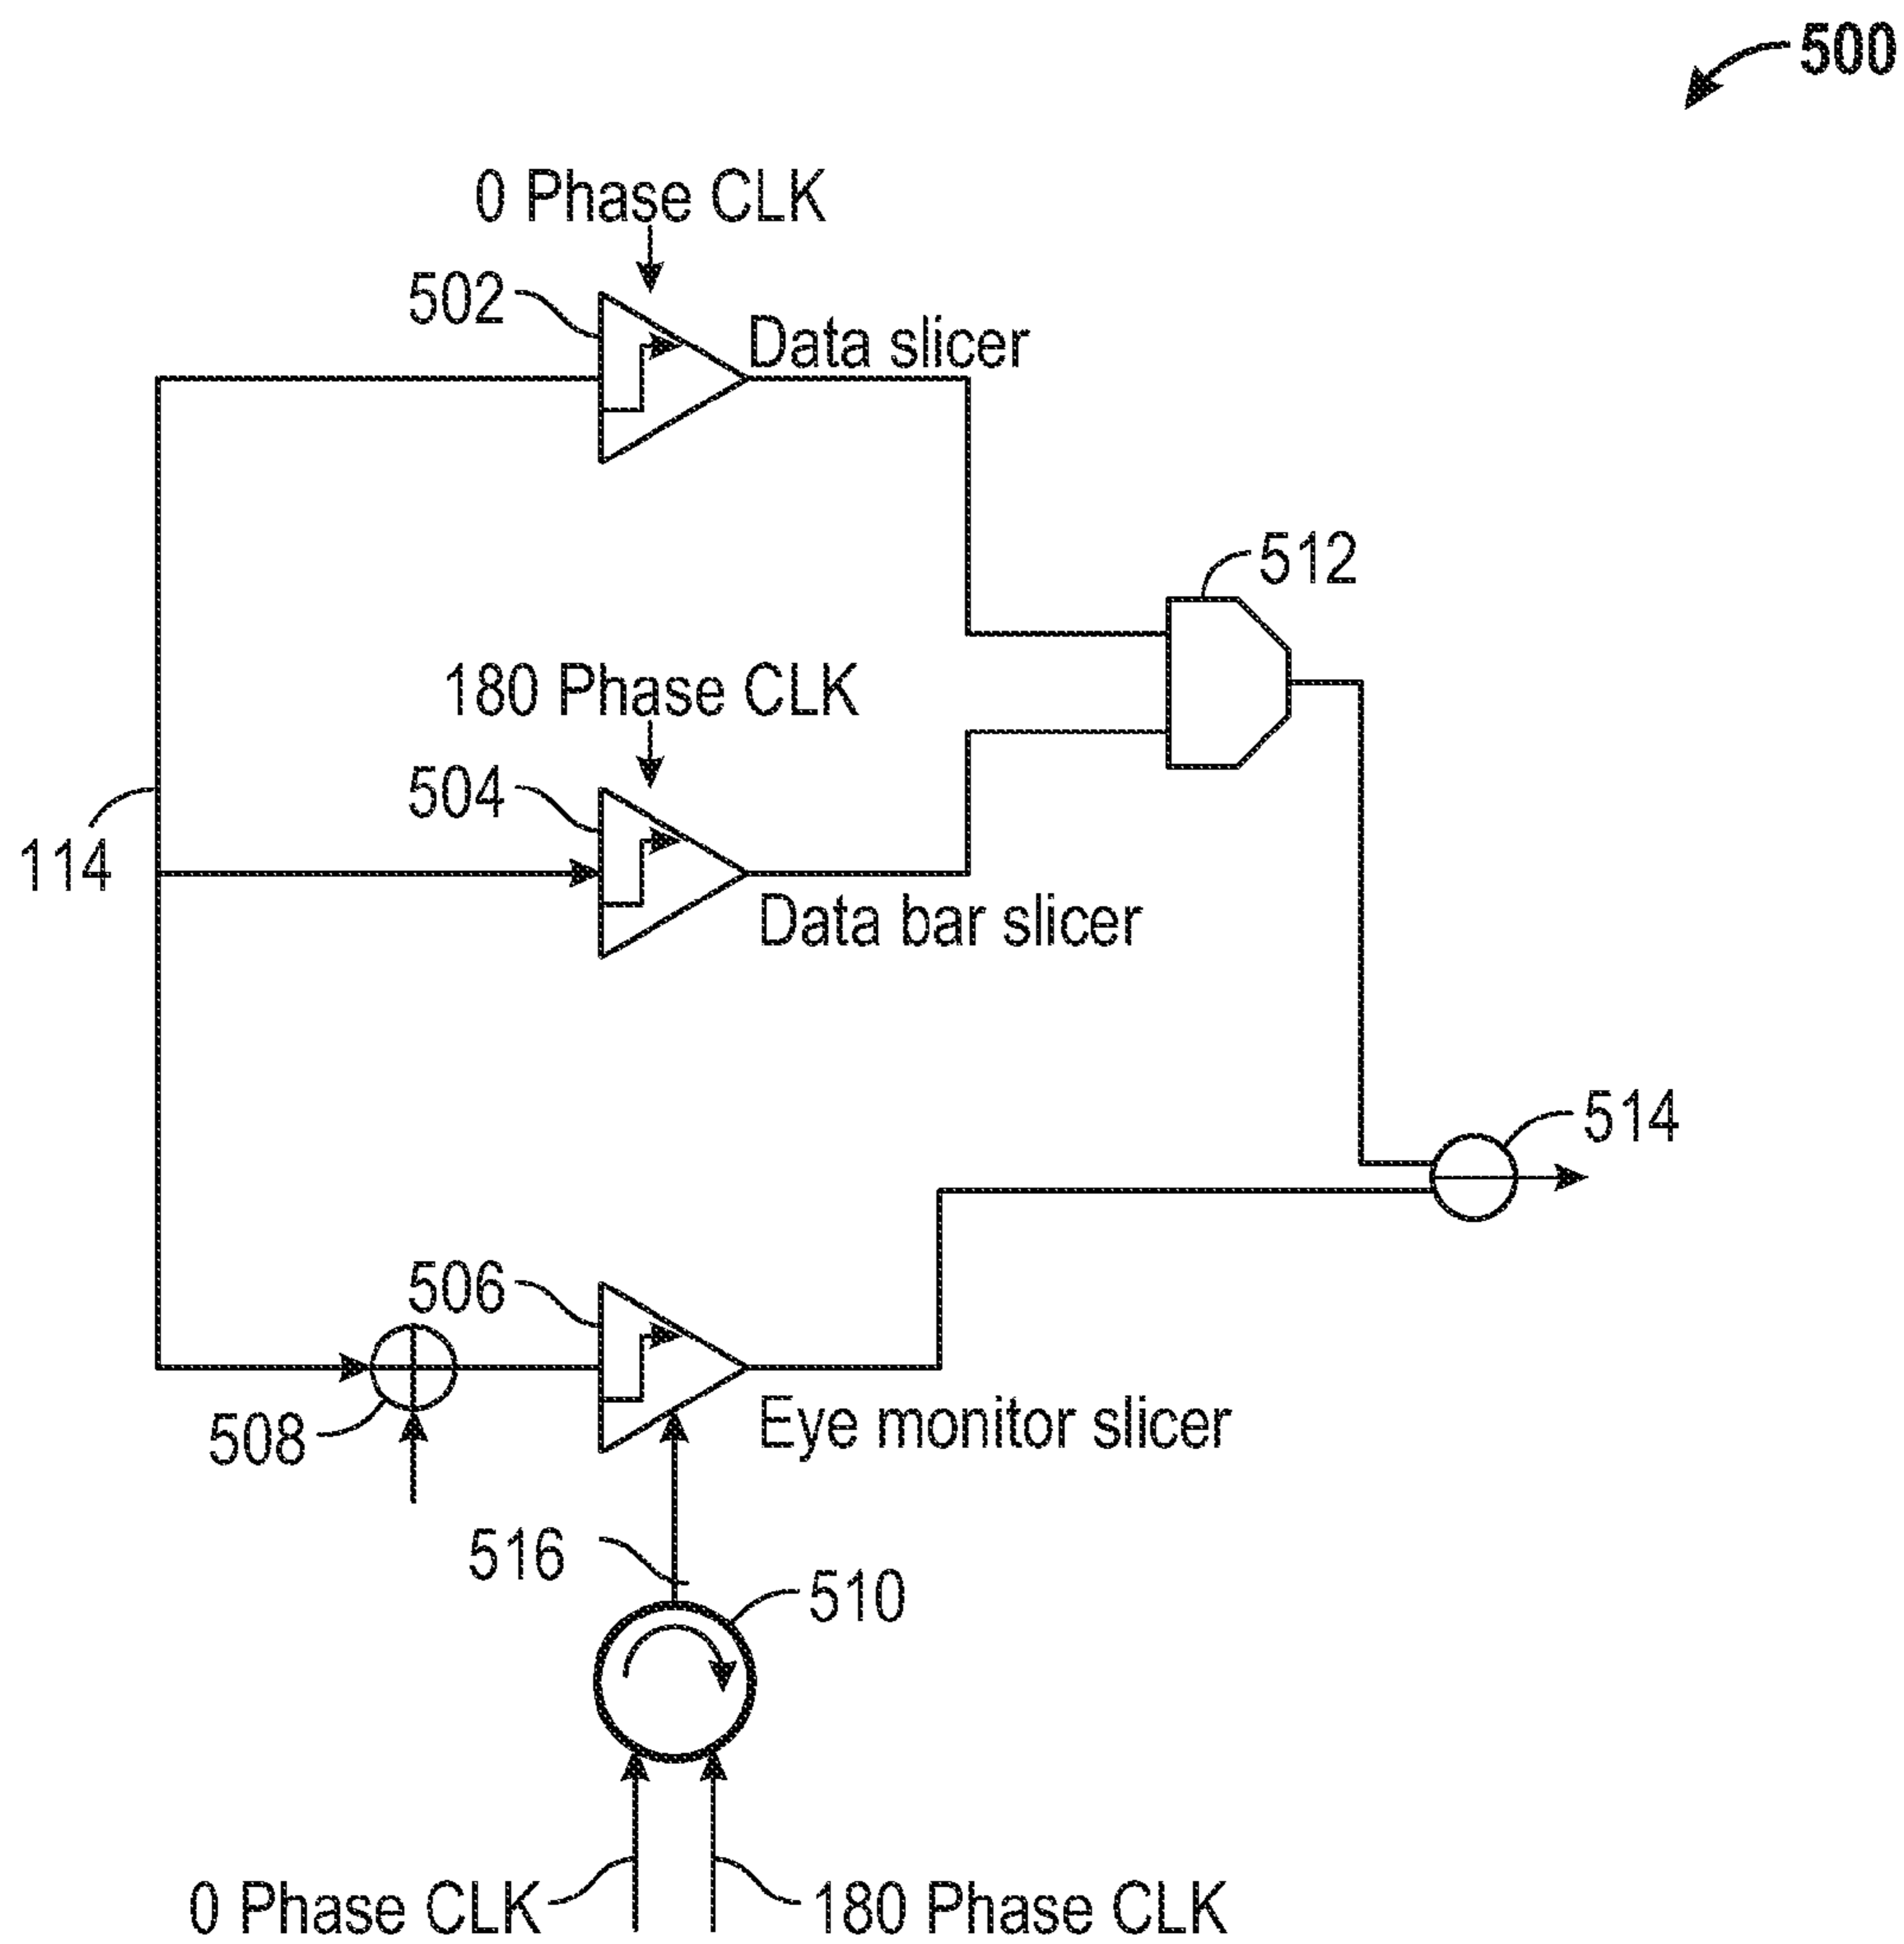 500
0 Phase CLK
502
Data slicer
512
180 Phase CLK
504
114
Data bar slicer
514
506
508
Eye monitor slicer
516
510
0 Phase CLK
180 Phase CLK